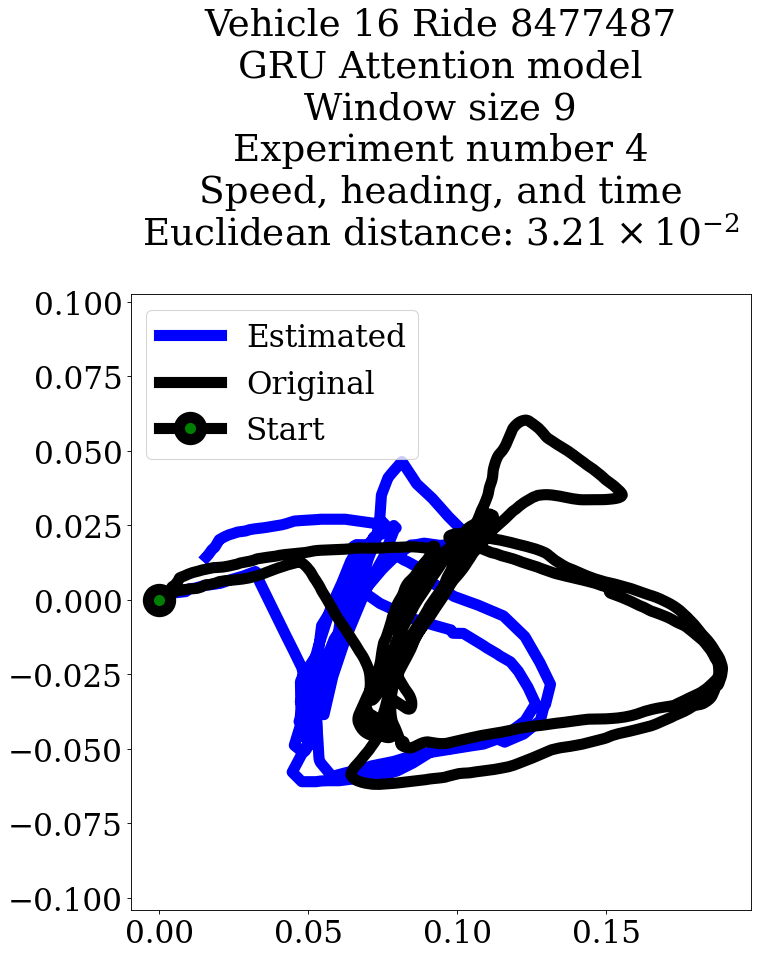 Vehicle 16 Ride 8477487
GRU Attention model
Window size 9
Experiment number 4
Speed, heading, and time
Euclidean distance: 3.21 × 10⁻²
0.100
0.075
0.050
0.025
0.000
−0.025
−0.050
−0.075
−0.100
Estimated
Original
Start
0.00 0.05 0.10 0.15